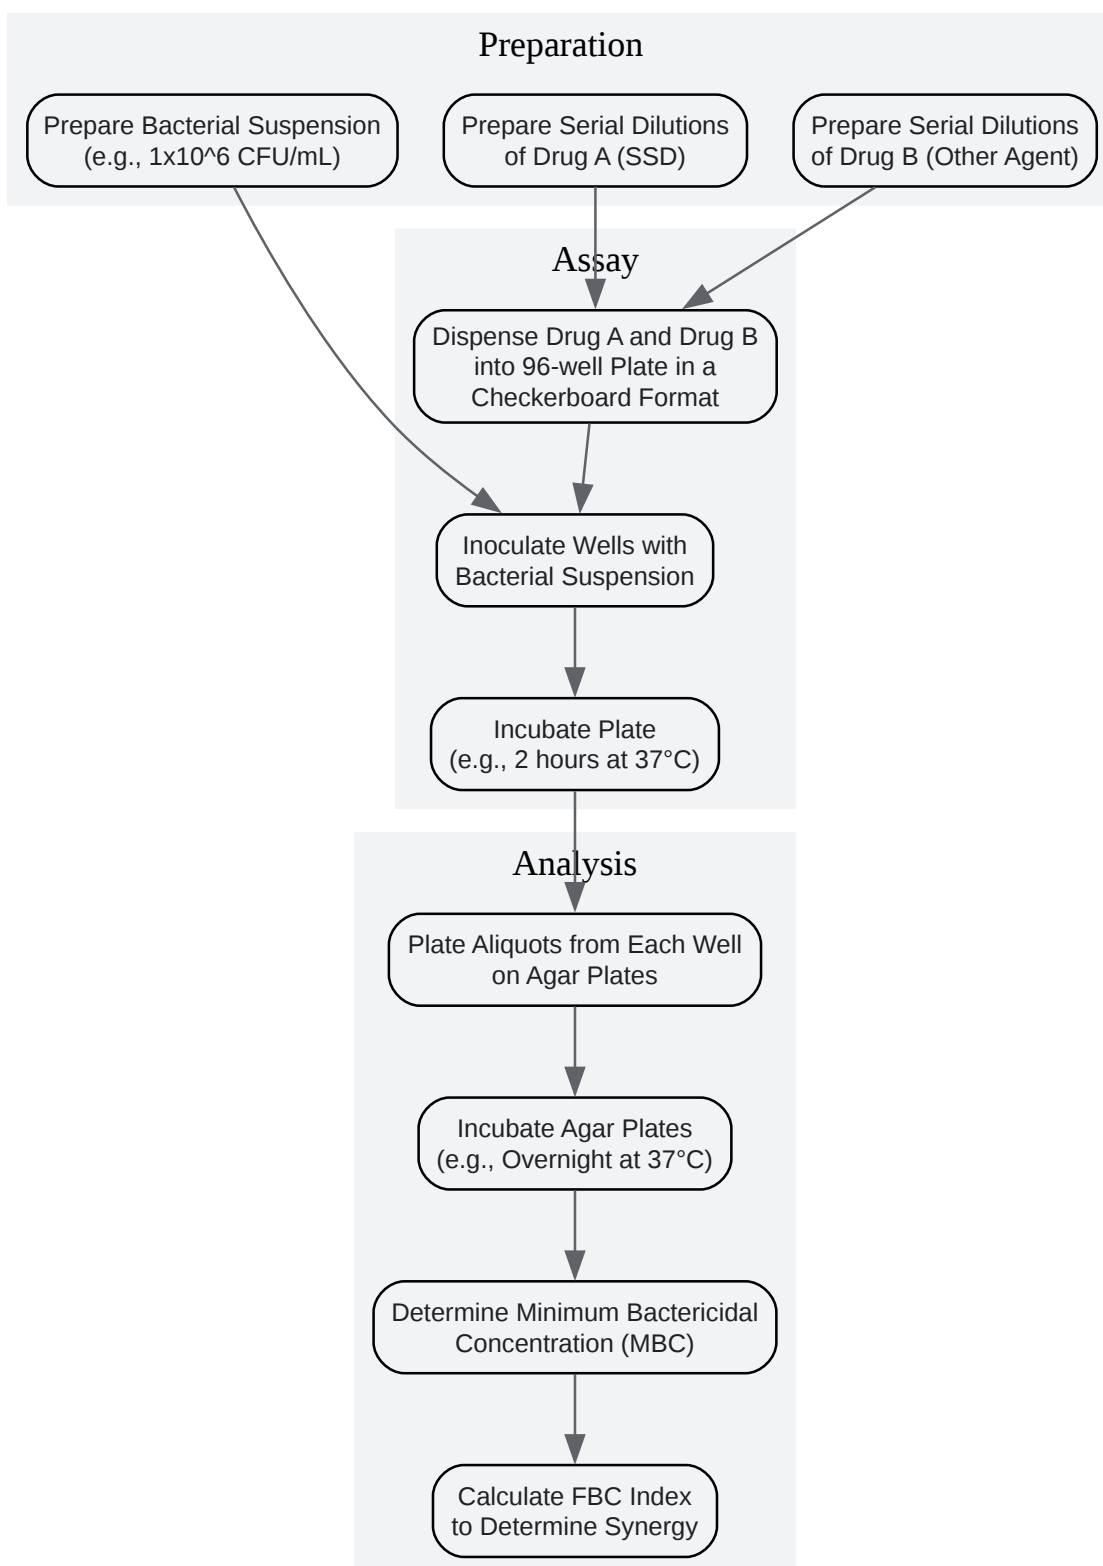 Preparation
Prepare Bacterial Suspension
(e.g., 1x10^6 CFU/mL)
Prepare Serial Dilutions
of Drug A (SSD)
Prepare Serial Dilutions
of Drug B (Other Agent)
Assay
Dispense Drug A and Drug B
into 96-well Plate in a
Checkerboard Format
Inoculate Wells with
Bacterial Suspension
Incubate Plate
(e.g., 2 hours at 37°C)
Analysis
Plate Aliquots from Each Well
on Agar Plates
Incubate Agar Plates
(e.g., Overnight at 37°C)
Determine Minimum Bactericidal
Concentration (MBC)
Calculate FBC Index
to Determine Synergy